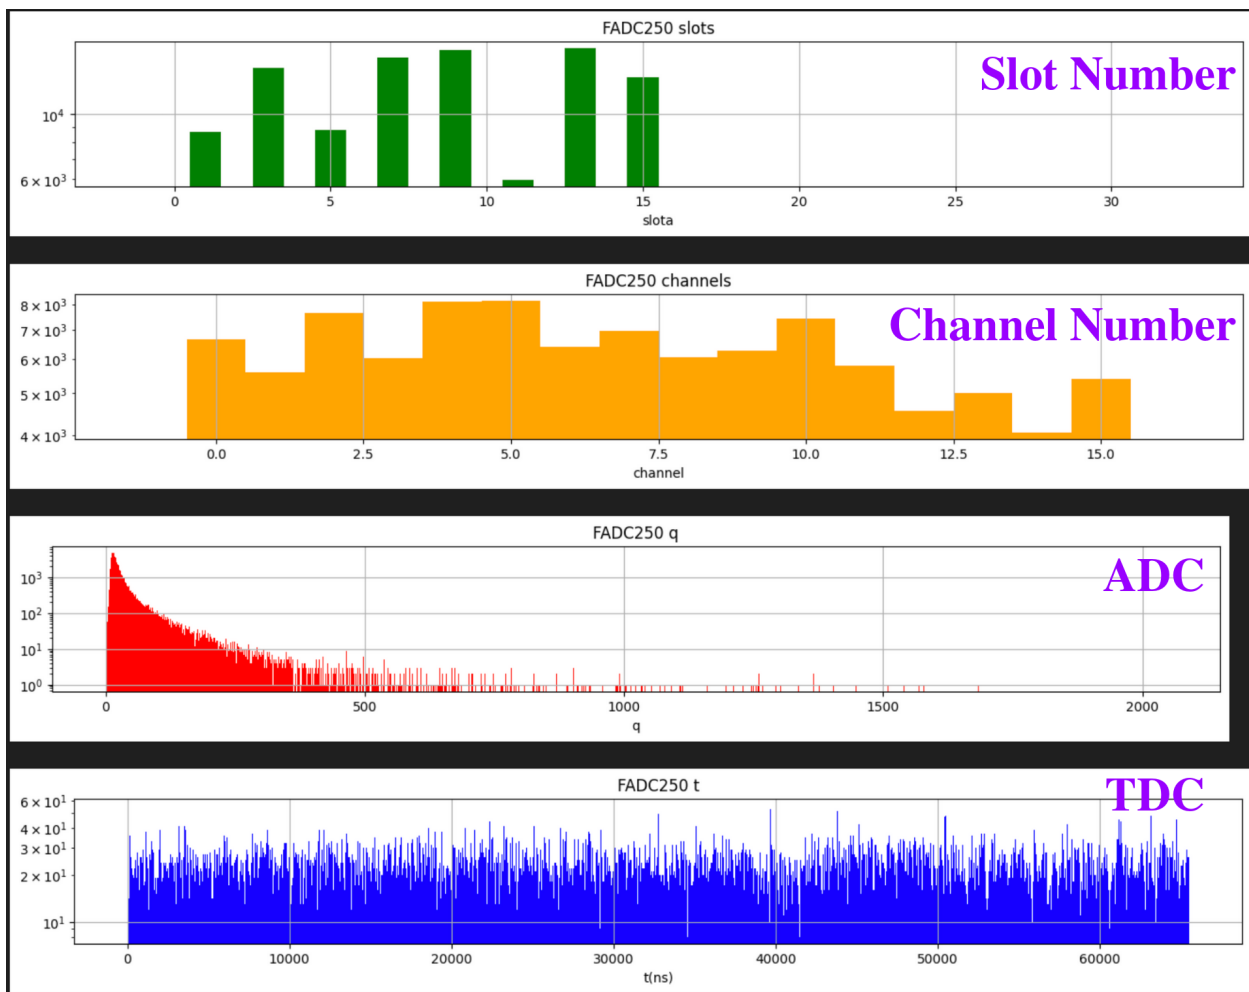 FADC250 slots
Slot Number
10⁴
6 × 10³
0 5 10 15 20 25 30
slota
FADC250 channels
Channel Number
8 × 10³
7 × 10³
6 × 10³
5 × 10³
4 × 10³
0.0 2.5 5.0 7.5 10.0 12.5 15.0
channel
FADC250 q
ADC
10³
10²
10¹
10⁰
0 500 1000 1500 2000
q
FADC250 t
TDC
6 × 10¹
4 × 10¹
3 × 10¹
2 × 10¹
10¹
0 10000 20000 30000 40000 50000 60000
t(ns)